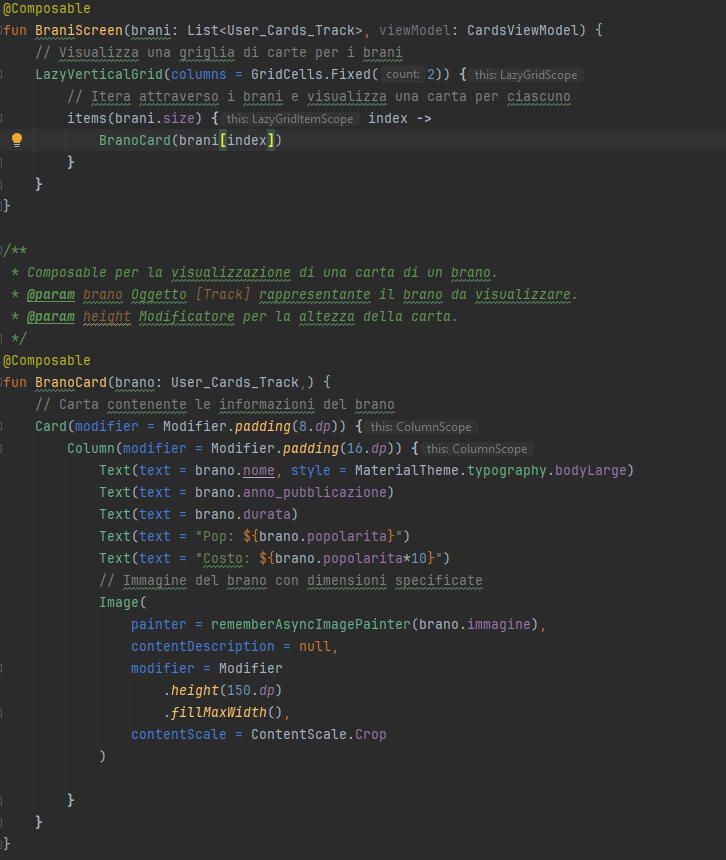 @Composable
fun BraniScreen(brani: List<User_Cards_Track>, viewModel: CardsViewModel) {
// Visualizza una griglia di carte per i brani
LazyVerticalGrid(columns = GridCells.Fixed( count: 2)) { this: LazyGridScope
// Itera attraverso i brani e visualizza una carta per ciascuno
items(brani.size) { this: LazyGridItemScope index ->
BranoCard(brani[index])
}
}
}
/**
* Composable per la visualizzazione di una carta di un brano.
* @param brano Oggetto [Track] rappresentante il brano da visualizzare.
* @param height Modificatore per la altezza della carta.
*/
@Composable
fun BranoCard(brano: User_Cards_Track,) {
// Carta contenente le informazioni del brano
Card(modifier = Modifier.padding(8.dp)) { this: ColumnScope
Column(modifier = Modifier.padding(16.dp)) { this: ColumnScope
Text(text = brano.nome, style = MaterialTheme.typography.bodyLarge)
Text(text = brano.anno_pubblicazione)
Text(text = brano.durata)
Text(text = "Pop: ${brano.popolarita}")
Text(text = "Costo: ${brano.popolarita*10}")
// Immagine del brano con dimensioni specificate
Image(
painter = rememberAsyncImagePainter(brano.immagine),
contentDescription = null,
modifier = Modifier
.height(150.dp)
.fillMaxWidth(),
contentScale = ContentScale.Crop
)
}
}
}